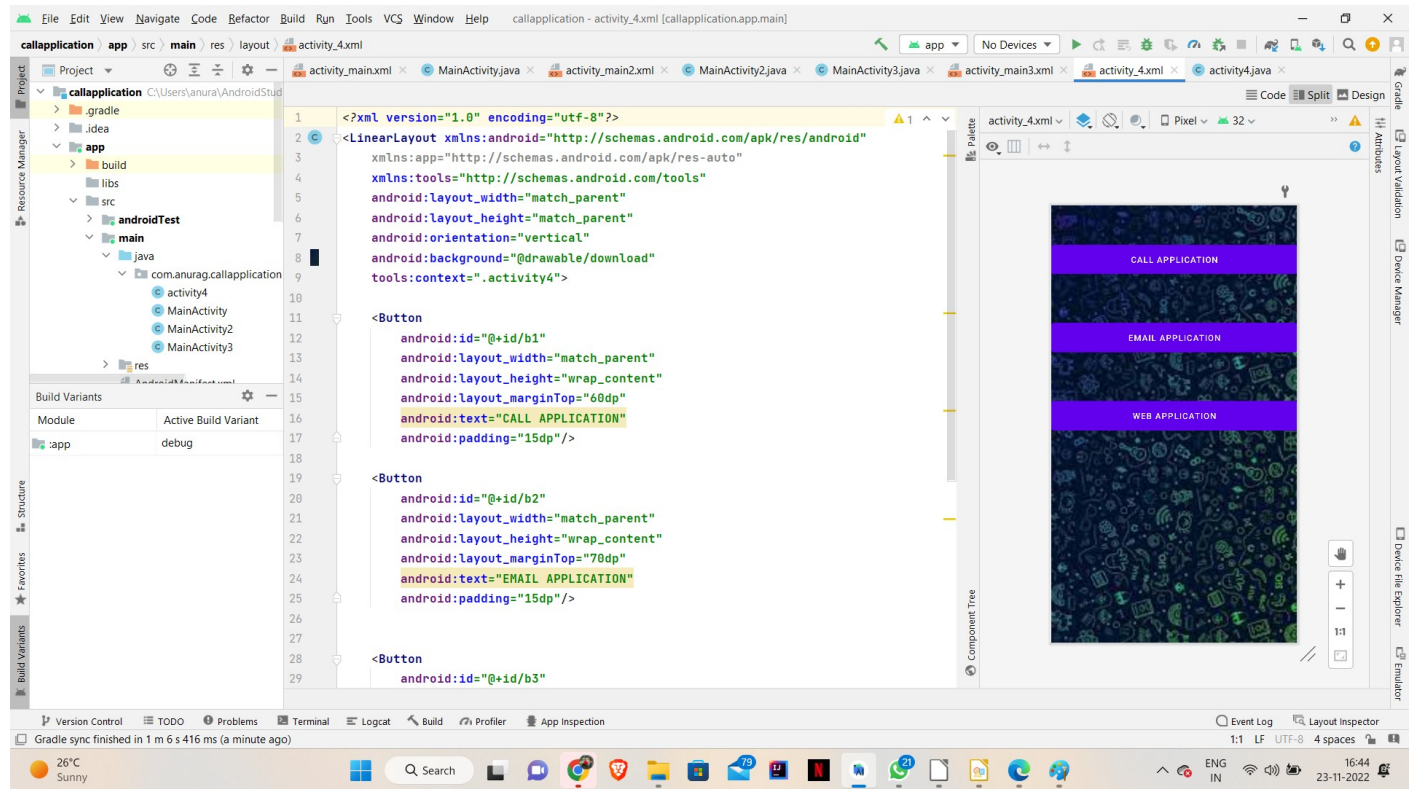 File Edit View Navigate Code Refactor Build Run Tools VCS Window Help callapplication - activity_4.xml [callapplication.app.main]
callapplication app src main res layout activity_4.xml app No Devices
Project activity_main.xml MainActivity.java activity_main2.xml MainActivity2.java MainActivity3.java activity_main3.xml activity_4.xml activity4.java
callapplication C:\Users\anura\AndroidStud
Code Split Design
.gradle
.idea
app
build
libs
src
androidTest
main
java
com.anurag.callapplication
activity4
MainActivity
MainActivity2
MainActivity3
res
AndroidManifest.xml
Build Variants
Module Active Build Variant
:app debug
Project
Resource Manager
Structure
Favorites
Build Variants
1 <?xml version="1.0" encoding="utf-8"?>
2 <LinearLayout xmlns:android="http://schemas.android.com/apk/res/android"
3 xmlns:app="http://schemas.android.com/apk/res-auto"
4 xmlns:tools="http://schemas.android.com/tools"
5 android:layout_width="match_parent"
6 android:layout_height="match_parent"
7 android:orientation="vertical"
8 android:background="@drawable/download"
9 tools:context=".activity4">
10
11 <Button
12 android:id="@+id/b1"
13 android:layout_width="match_parent"
14 android:layout_height="wrap_content"
15 android:layout_marginTop="60dp"
16 android:text="CALL APPLICATION"
17 android:padding="15dp"/>
18
19 <Button
20 android:id="@+id/b2"
21 android:layout_width="match_parent"
22 android:layout_height="wrap_content"
23 android:layout_marginTop="70dp"
24 android:text="EMAIL APPLICATION"
25 android:padding="15dp"/>
26
27
28 <Button
29 android:id="@+id/b3"
1
Palette
Component Tree
activity_4.xml Pixel 32
CALL APPLICATION
EMAIL APPLICATION
WEB APPLICATION
1:1
Attributes
Gradle
Layout Validation
Device Manager
Device File Explorer
Emulator
Version Control TODO Problems Terminal Logcat Build Profiler App Inspection Event Log Layout Inspector
Gradle sync finished in 1 m 6 s 416 ms (a minute ago) 1:1 LF UTF-8 4 spaces
26°C
Sunny
Search
79
21
ENG
IN
16:44
23-11-2022